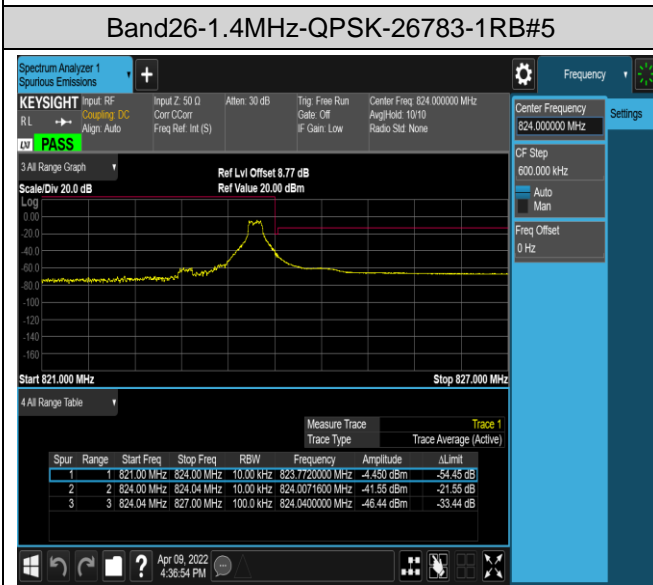 Band26-1.4MHz-QPSK-26783-1RB#5
Spectrum Analyzer 1
Spurious Emissions
Frequency
KEYSIGHT
RL
Input: RF
Coupling: DC
Align: Auto
Input Z: 50 Ω
Corr CCorr
Freq Ref: Int (S)
Atten: 30 dB
Trig: Free Run
Gate: Off
IF Gain: Low
Center Freq: 824.000000 MHz
Avg|Hold: 10/10
Radio Std: None
LXI PASS
Center Frequency
824.000000 MHz
Settings
CF Step
600.000 kHz
Auto
Man
Freq Offset
0 Hz
3 All Range Graph
Ref Lvl Offset 8.77 dB
Scale/Div 20.0 dB
Ref Value 20.00 dBm
Log
0.00
-20.0
-40.0
-60.0
-80.0
-100
-120
-140
-160
Start 821.000 MHz
Stop 827.000 MHz
4 All Range Table
Measure Trace Trace 1
Trace Type Trace Average (Active)
Spur Range Start Freq Stop Freq RBW Frequency Amplitude ΔLimit
1 1 821.00 MHz 824.00 MHz 10.00 kHz 823.7720000 MHz -4.450 dBm -54.45 dB
2 2 824.00 MHz 824.04 MHz 10.00 kHz 824.0071600 MHz -41.55 dBm -21.55 dB
3 3 824.04 MHz 827.00 MHz 100.0 kHz 824.0400000 MHz -46.44 dBm -33.44 dB
Apr 09, 2022
4:36:54 PM